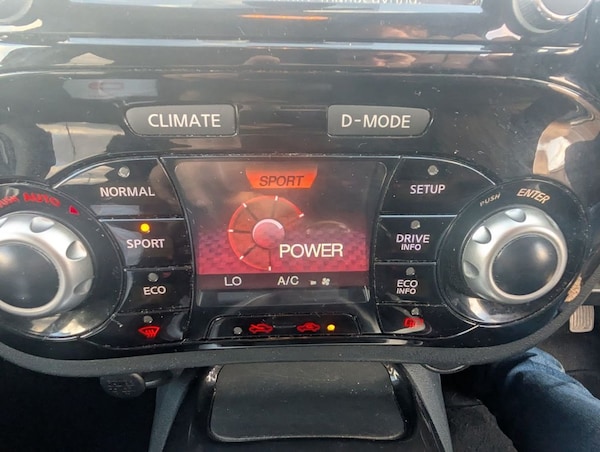 CLIMATE
D-MODE
NORMAL
SPORT
SETUP
PUSH ENTER
SPORT
DRIVE
INFO
POWER
ECO
ECO
INFO
LO A/C